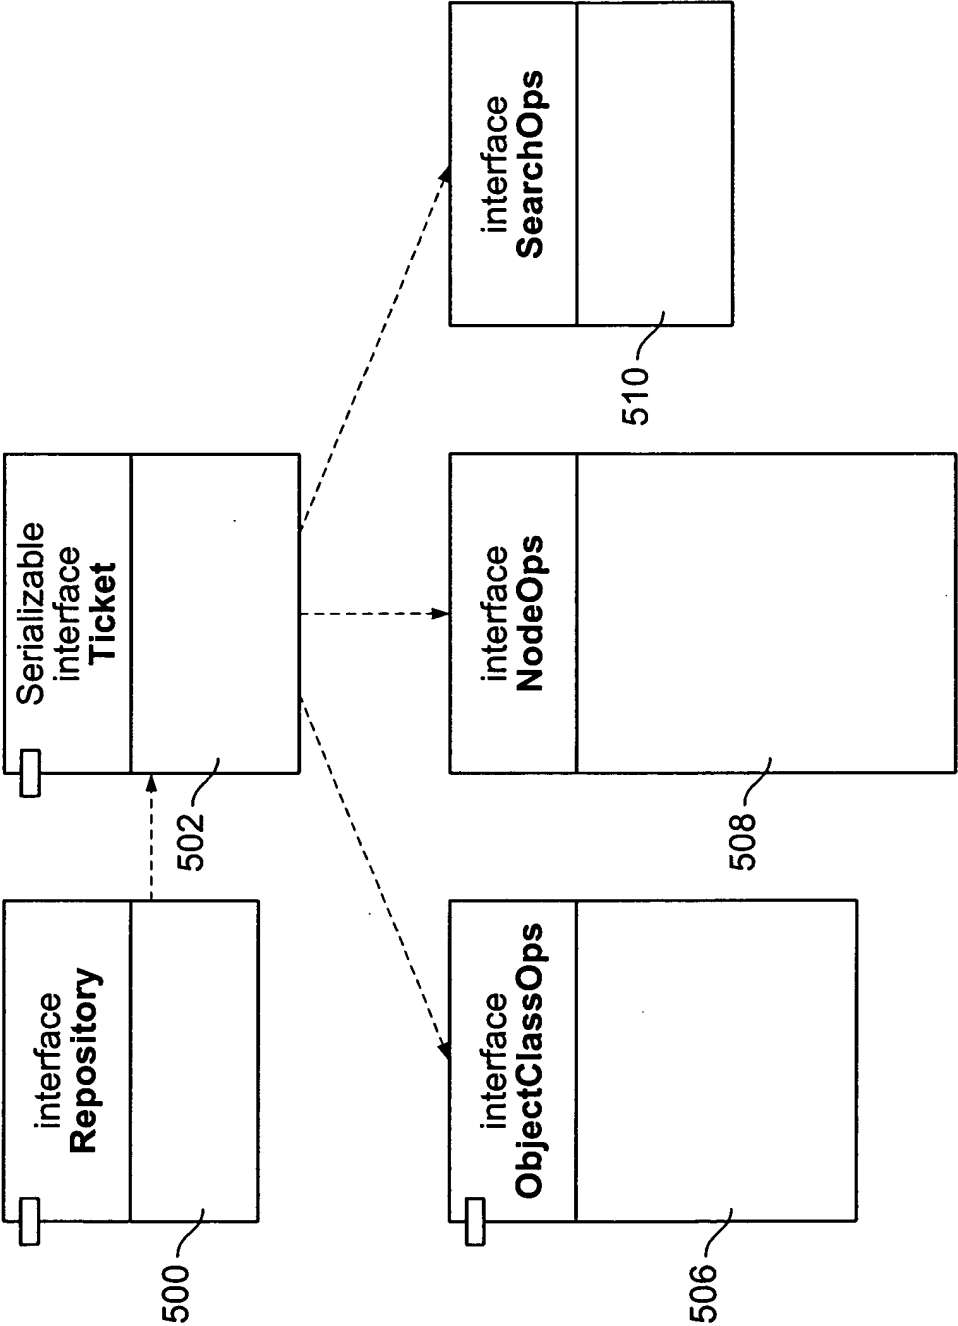 interface
Repository
500
Serializable
interface
Ticket
502
interface
ObjectClassOps
506
interface
NodeOps
508
interface
SearchOps
510